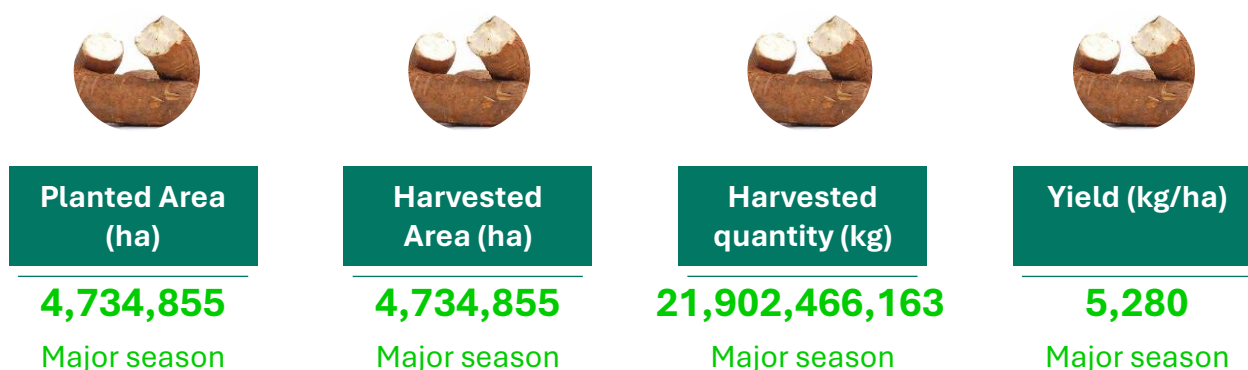 Planted Area
(ha)
4,734,855
Major season
Harvested
Area (ha)
4,734,855
Major season
Harvested
quantity (kg)
21,902,466,163
Major season
Yield (kg/ha)
5,280
Major season